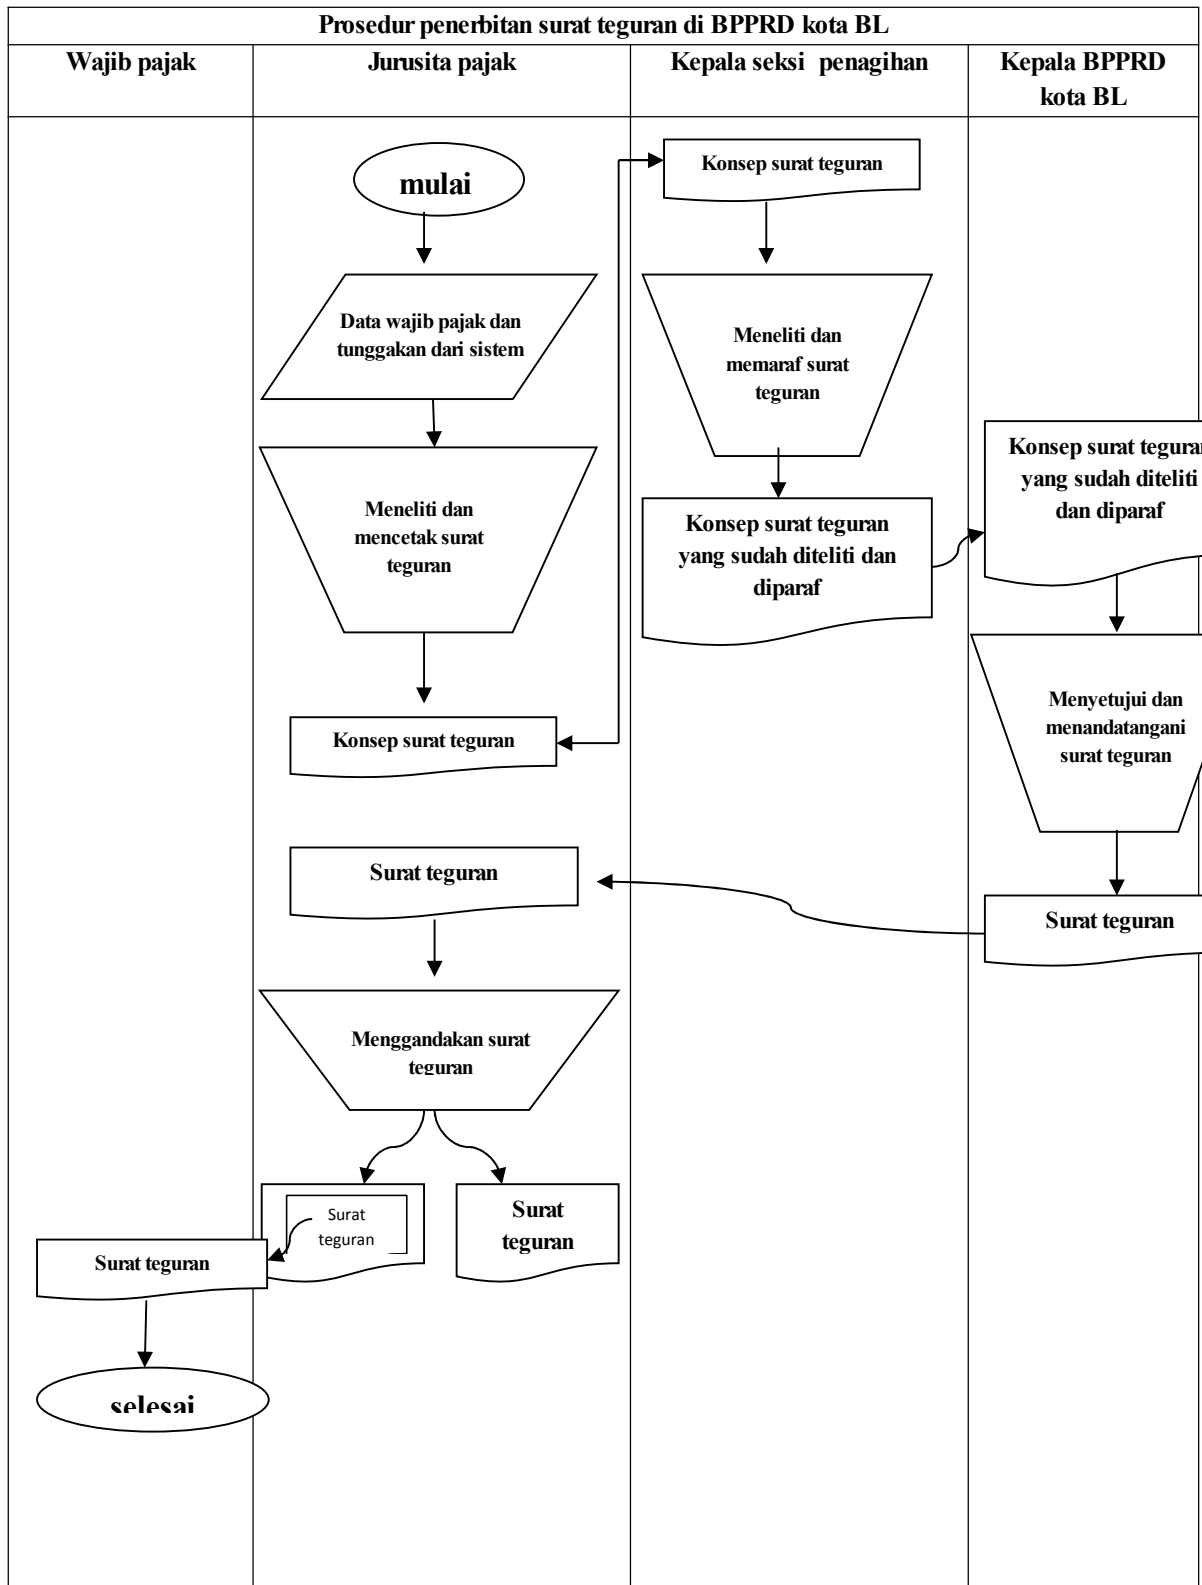 Prosedur penerbitan surat teguran di BPPRD kota BL
Wajib pajak
Jurusita pajak
Kepala seksi penagihan
Kepala BPPRD
kota BL
mulai
Data wajib pajak dan
tunggakan dari sistem
Meneliti dan
mencetak surat
teguran
Konsep surat teguran
Konsep surat teguran
Meneliti dan
memaraf surat
teguran
Konsep surat teguran
yang sudah diteliti dan
diparaf
Konsep surat teguran
yang sudah diteliti
dan diparaf
Menyetujui dan
menandatangani
surat teguran
Surat teguran
Surat teguran
Menggandakan surat
teguran
Surat
teguran
Surat
teguran
Surat teguran
selesai